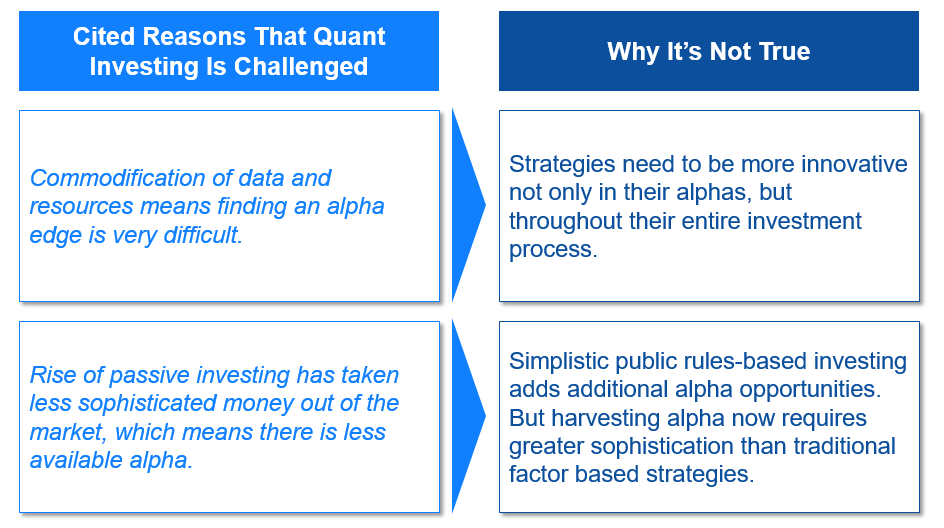 Cited Reasons That Quant
Investing Is Challenged
Why It’s Not True
Commodification of data and
resources means finding an alpha
edge is very difficult.
Strategies need to be more innovative
not only in their alphas, but
throughout their entire investment
process.
Rise of passive investing has taken
less sophisticated money out of the
market, which means there is less
available alpha.
Simplistic public rules-based investing
adds additional alpha opportunities.
But harvesting alpha now requires
greater sophistication than traditional
factor based strategies.